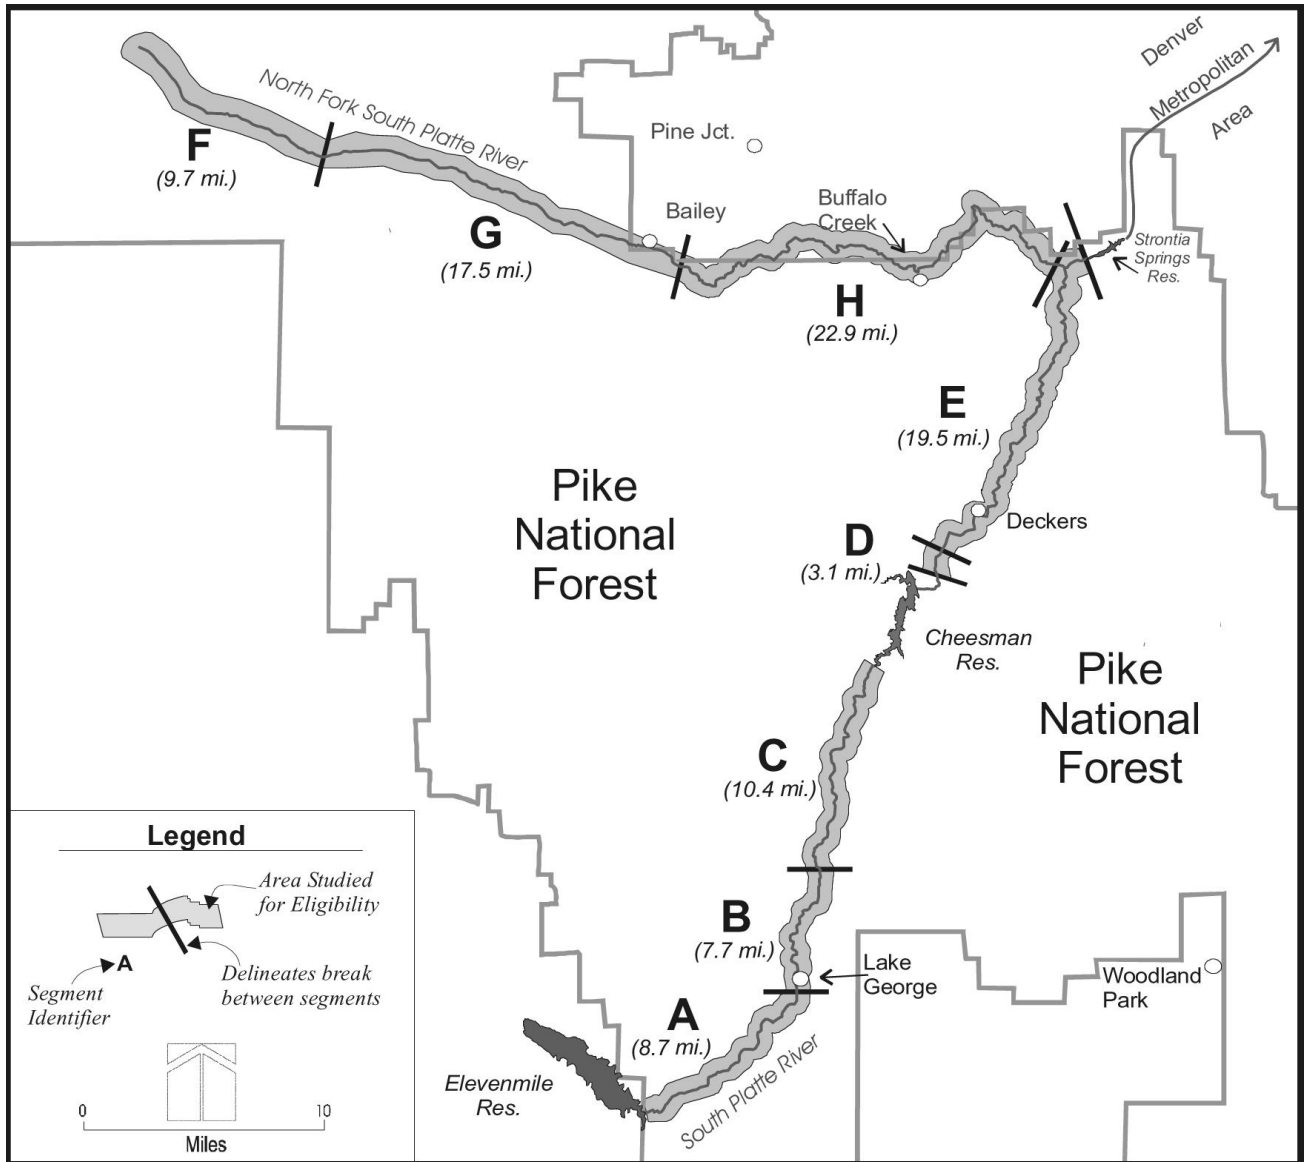 Denver
Metropolitan
Area
North Fork South Platte River
F
(9.7 mi.)
Pine Jct.
Bailey
Buffalo
Creek
G
(17.5 mi.)
Strontia
Springs
Res.
H
(22.9 mi.)
E
(19.5 mi.)
Pike
National
Forest
Deckers
D
(3.1 mi.)
Cheesman
Res.
Pike
National
Forest
C
(10.4 mi.)
B
(7.7 mi.)
Lake
George
Woodland
Park
A
(8.7 mi.)
Elevenmile
Res.
South Platte River
Legend
Area Studied
for Eligibility
A
Segment
Identifier
Delineates break
between segments
0 10
Miles